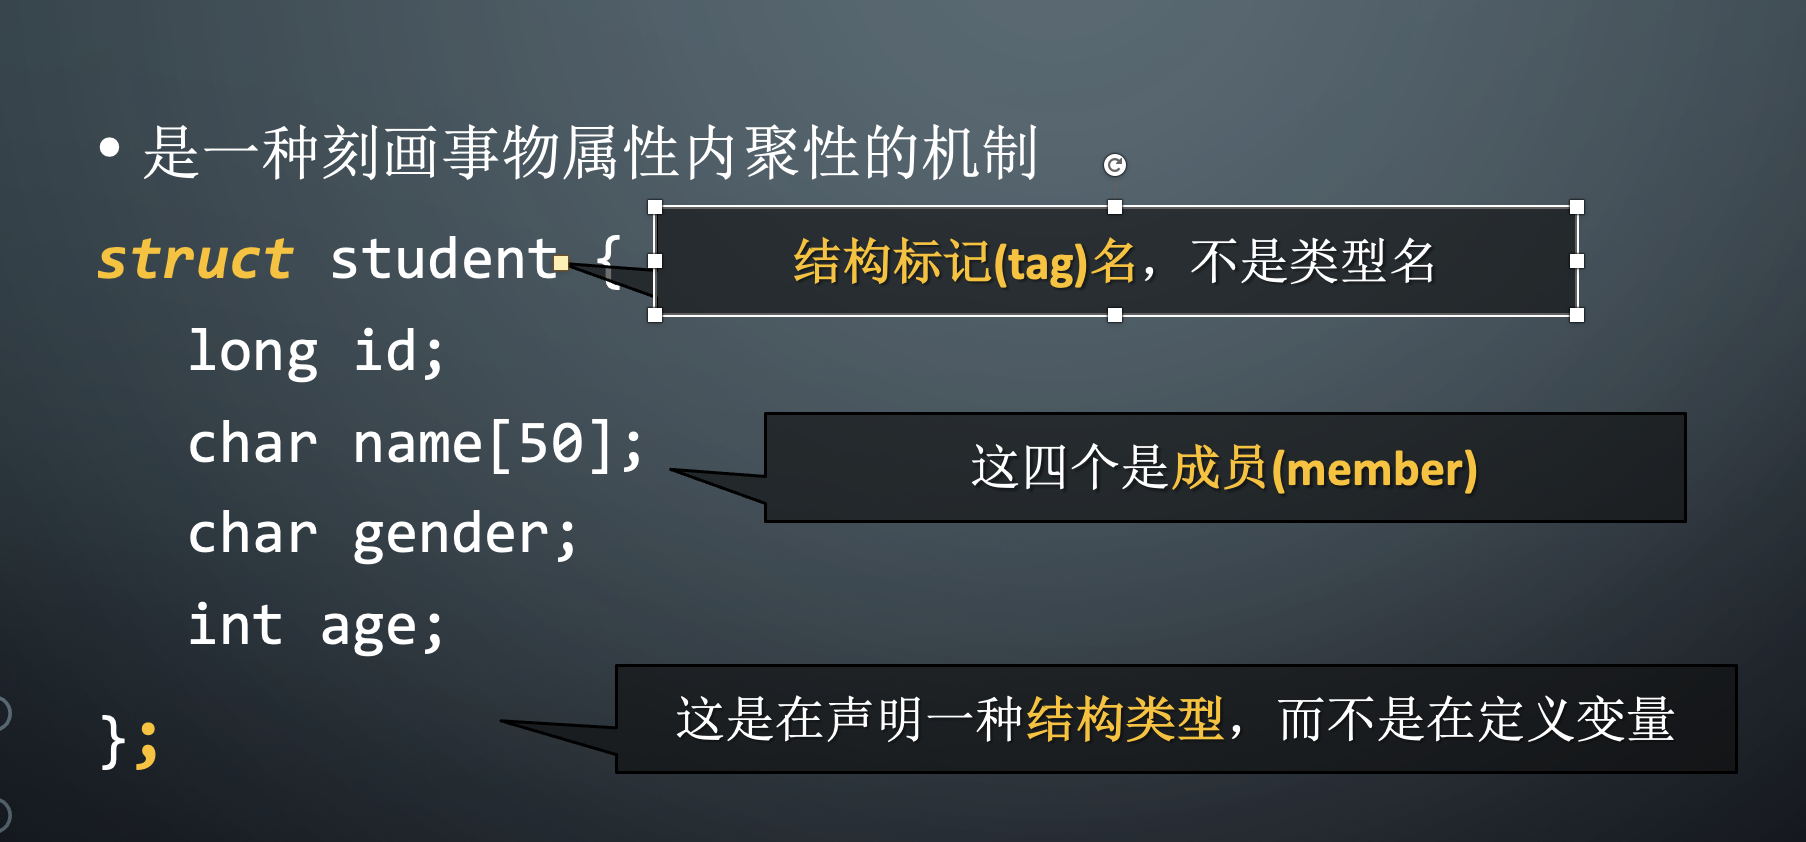 • 是一种刻画事物属性内聚性的机制
struct student {
结构标记(tag)名，不是类型名
long id;
char name[50];
这四个是成员(member)
char gender;
int age;
这是在声明一种结构类型，而不是在定义变量
};